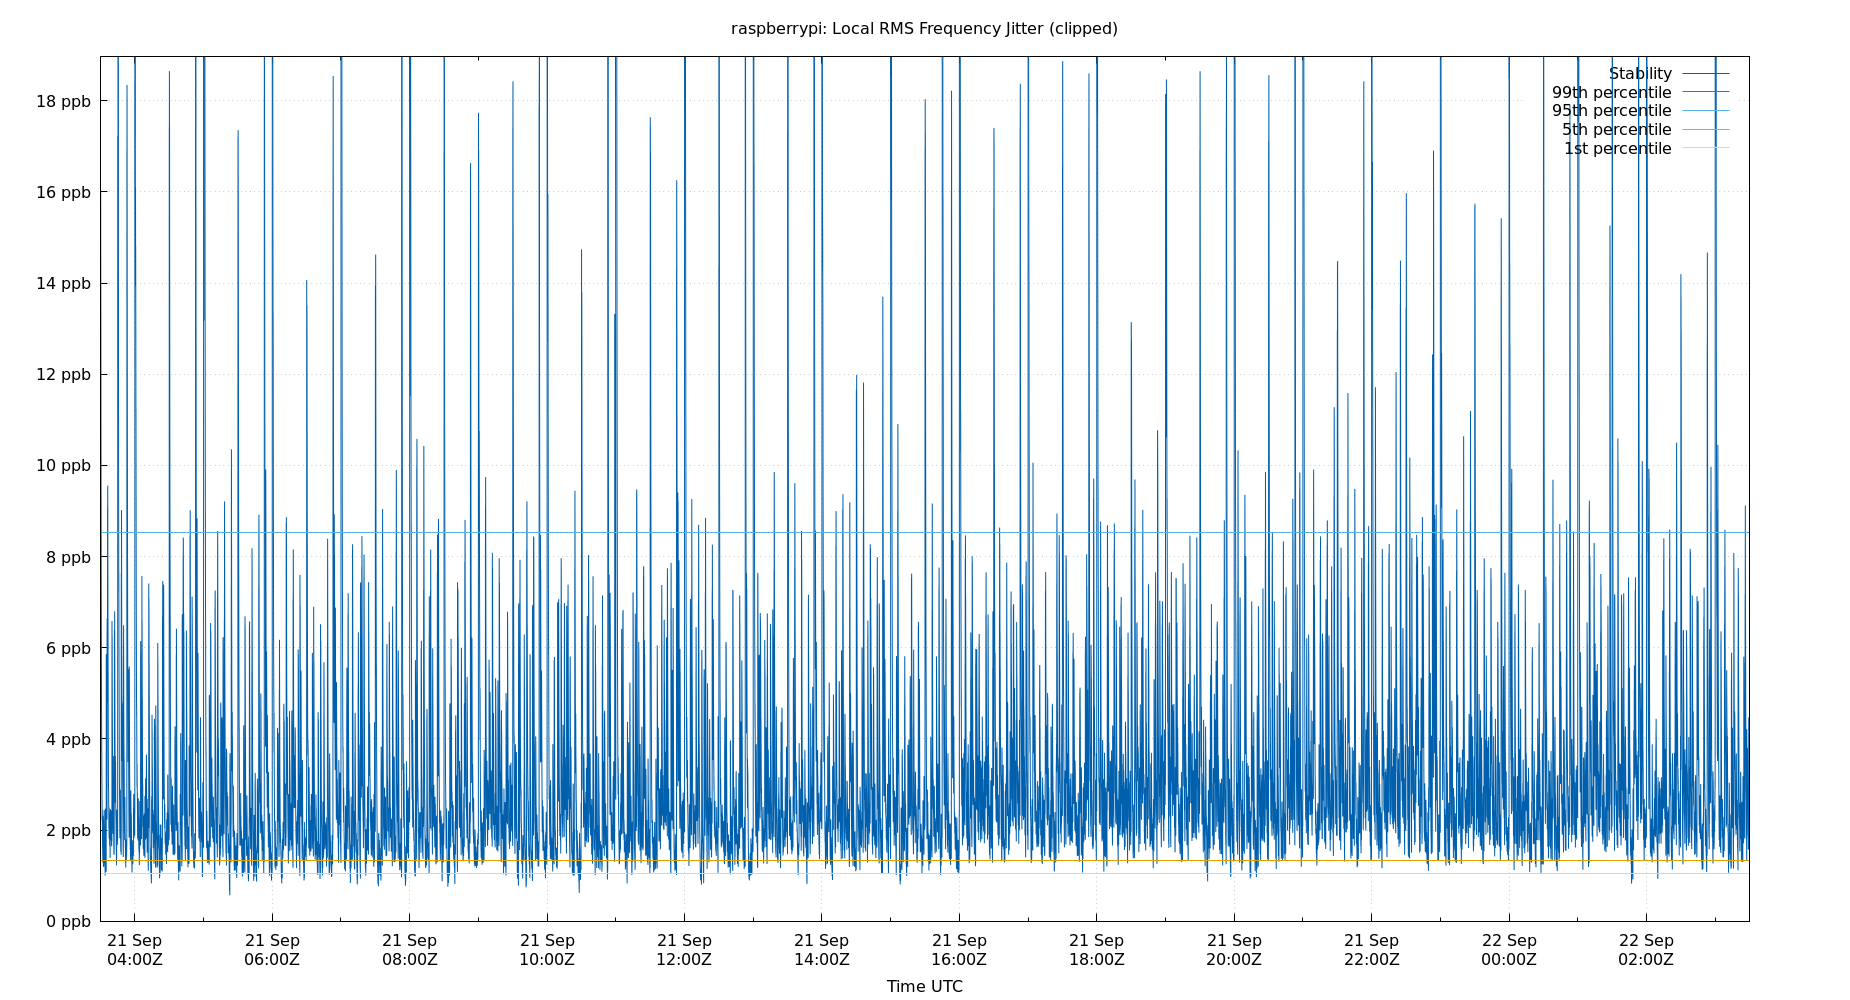 raspberrypi: Local RMS Frequency Jitter (clipped)
Stability
99th percentile
95th percentile
5th percentile
1st percentile
18 ppb
16 ppb
14 ppb
12 ppb
10 ppb
8 ppb
6 ppb
4 ppb
2 ppb
0 ppb
21 Sep 21 Sep 21 Sep 21 Sep 21 Sep 21 Sep 21 Sep 21 Sep 21 Sep 21 Sep 22 Sep 22 Sep
04:00Z 06:00Z 08:00Z 10:00Z 12:00Z 14:00Z 16:00Z 18:00Z 20:00Z 22:00Z 00:00Z 02:00Z
Time UTC